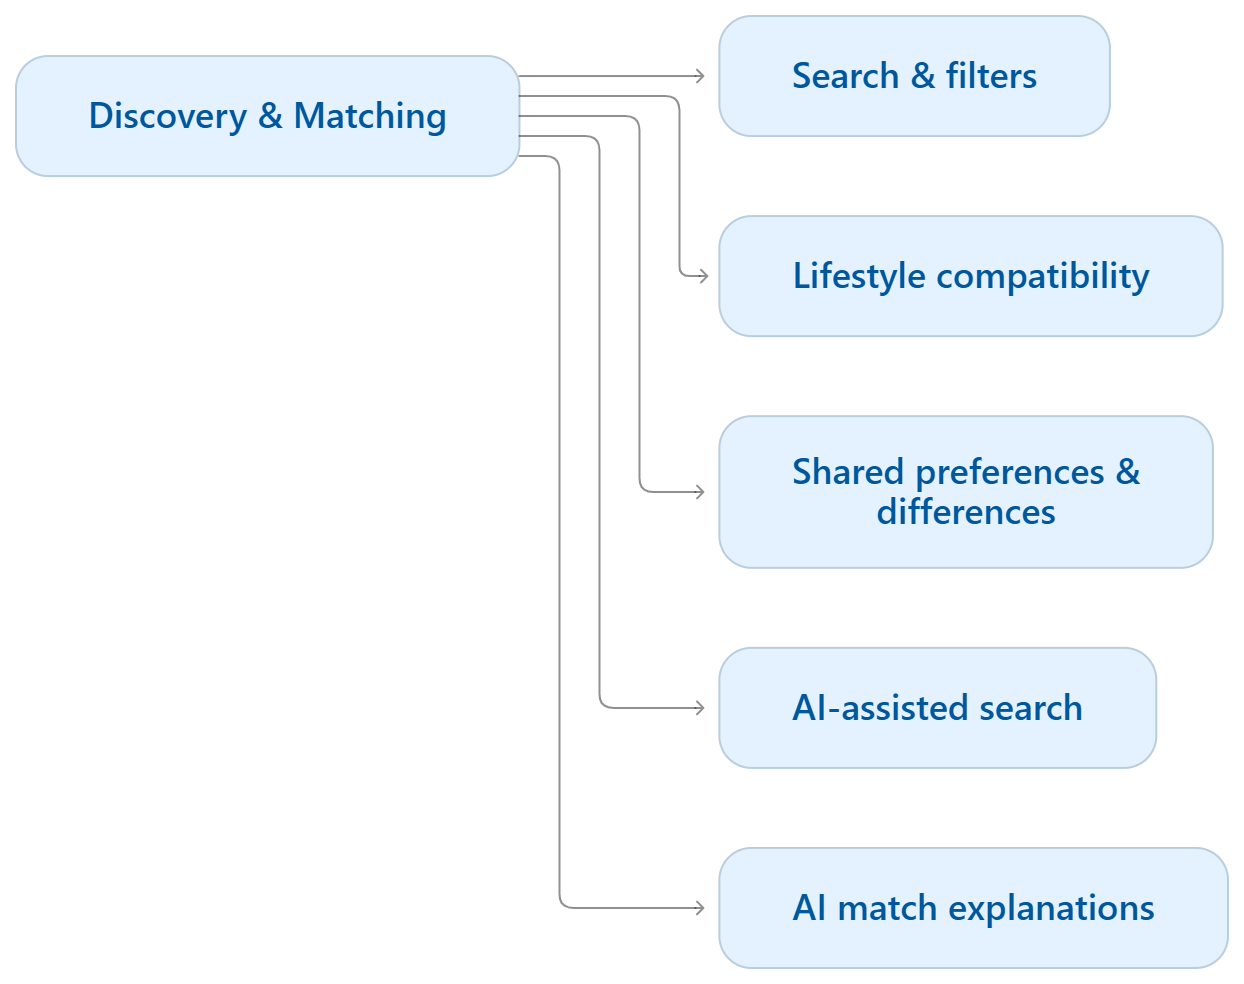 Discovery & Matching
Search & filters
Lifestyle compatibility
Shared preferences &
differences
AI-assisted search
AI match explanations